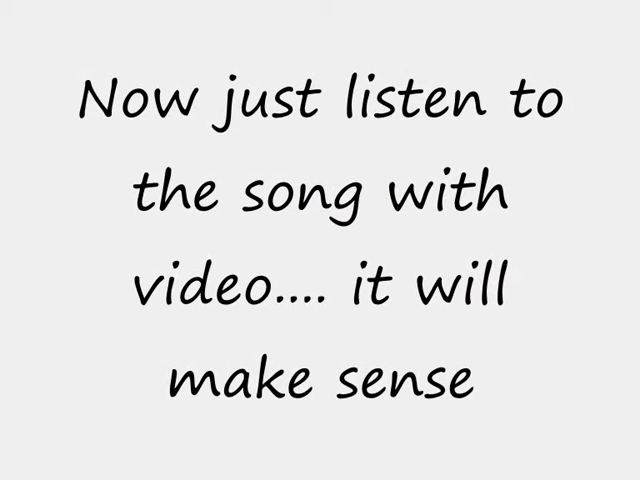 Now just listen to
the song with
video.... it will
make sense